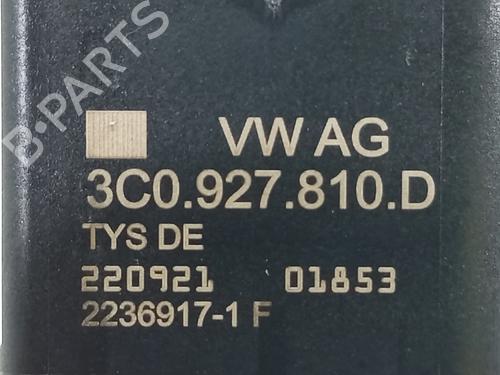 B-PARTS
VW AG
3C0.927.810.D
TYS DE
220921 01853
2236917-1 F